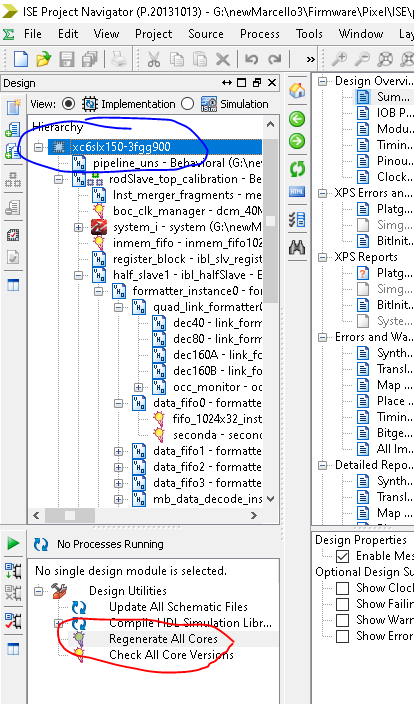 ISE Project Navigator (P.20131013) - G:\newMarcello3\Firmware\Pixel\ISE\p
File Edit View Project Source Process Tools Window Layout
Design
View: Implementation Simulation
Hierarchy
xc6slx150-3fgg900
pipeline_uns - Behavioral (G:\new
rodSlave_top_calibration - Behavi
Inst_merger_fragments - mer
boc_clk_manager - dcm_40M
system_i - system (G:\newM
inmem_fifo - inmem_fifo102
register_block - ibl_slv_registe
half_slave1 - ibl_halfSlave - B
formatter_instance0 - fo
quad_link_formatter0
dec40 - link_form
dec80 - link_form
dec160A - link_fo
dec160B - link_fo
occ_monitor - oc
data_fifo0 - formatte
fifo_1024x32_inst
seconda - second
data_fifo1 - formatte
data_fifo2 - formatte
data_fifo3 - formatte
mb_data_decode_ins
No Processes Running
No single design module is selected.
Design Utilities
Update All Schematic Files
Compile HDL Simulation Libr...
Regenerate All Cores
Check All Core Versions
Design Overvi
Sum...
IOB P
Modu
Timin
Pinou
Clock
XPS Errors an
Platg
Simg
BitInit
XPS Reports
Platg
Simg
BitInit
Syste
Errors and Wa
Synth
Transl
Map
Place
Timin
Bitge
All Im
Detailed Repo
Synth
Transl
Map
Design Properties
Enable Mes
Optional Design Su
Show Clock
Show Failin
Show Warn
Show Error